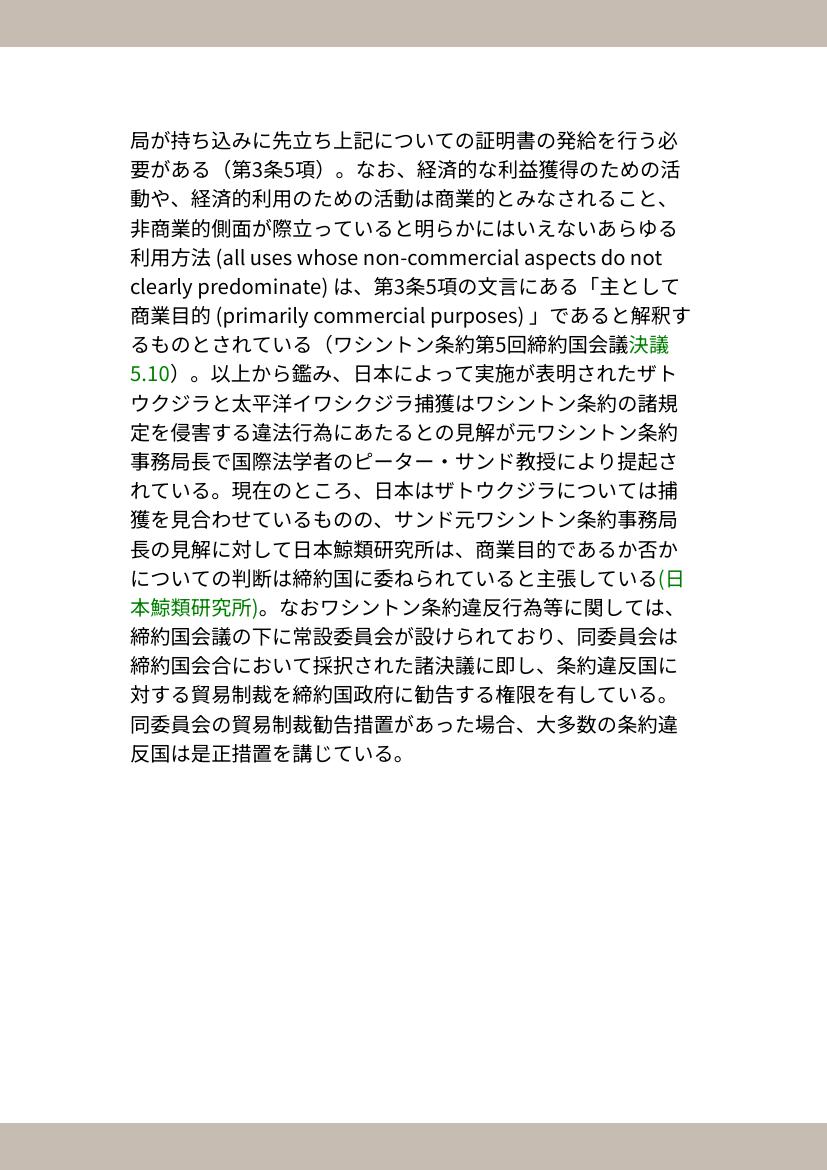 局が持ち込みに先立ち上記についての証明書の発給を行う必
要がある（第3条5項）。なお、経済的な利益獲得のための活
動や、経済的利用のための活動は商業的とみなされること、
非商業的側面が際立っていると明らかにはいえないあらゆる
利用方法 (all uses whose non-commercial aspects do not
clearly predominate) は、第3条5項の文言にある「主として
商業目的 (primarily commercial purposes) 」であると解釈す
るものとされている（ワシントン条約第5回締約国会議決議
5.10）。以上から鑑み、日本によって実施が表明されたザト
ウクジラと太平洋イワシクジラ捕獲はワシントン条約の諸規
定を侵害する違法行為にあたるとの見解が元ワシントン条約
事務局長で国際法学者のピーター・サンド教授により提起さ
れている。現在のところ、日本はザトウクジラについては捕
獲を見合わせているものの、サンド元ワシントン条約事務局
長の見解に対して日本鯨類研究所は、商業目的であるか否か
についての判断は締約国に委ねられていると主張している(日
本鯨類研究所)。なおワシントン条約違反行為等に関しては、
締約国会議の下に常設委員会が設けられており、同委員会は
締約国会合において採択された諸決議に即し、条約違反国に
対する貿易制裁を締約国政府に勧告する権限を有している。
同委員会の貿易制裁勧告措置があった場合、大多数の条約違
反国は是正措置を講じている。